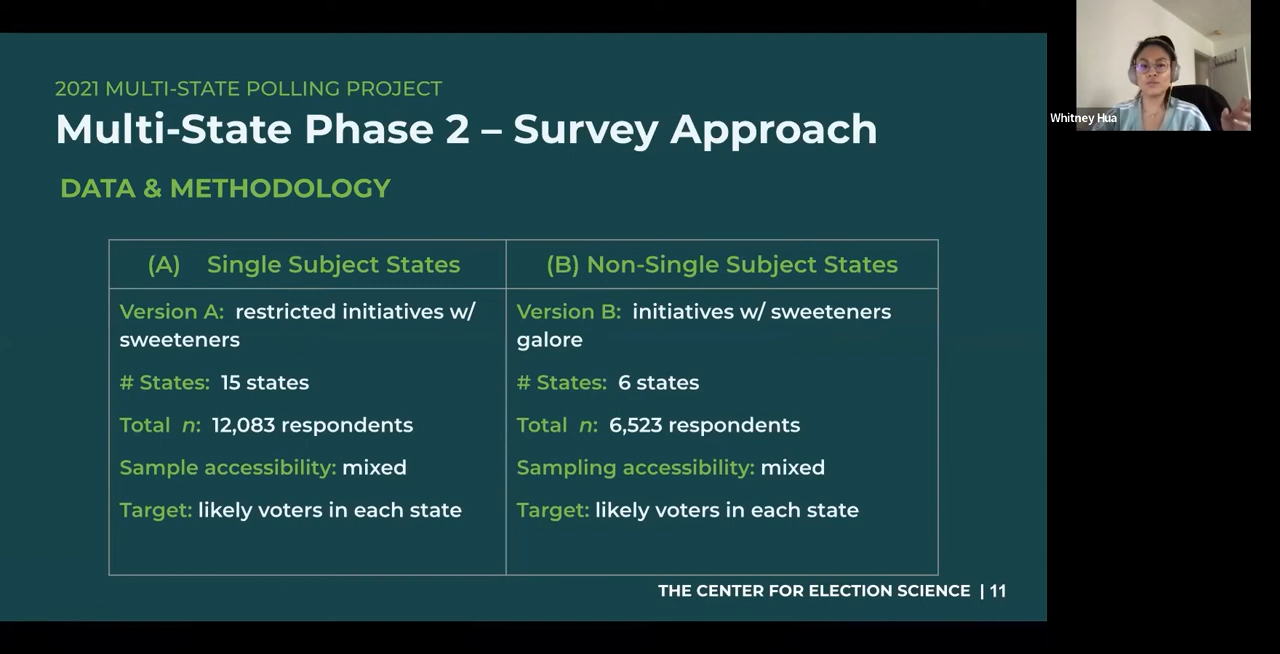 2021 MULTI-STATE POLLING PROJECT
Multi-State Phase 2 – Survey Approach
DATA & METHODOLOGY
(A) Single Subject States
Version A: restricted initiatives w/
sweeteners
# States: 15 states
Total n: 12,083 respondents
Sample accessibility: mixed
Target: likely voters in each state
(B) Non-Single Subject States
Version B: initiatives w/ sweeteners
galore
# States: 6 states
Total n: 6,523 respondents
Sampling accessibility: mixed
Target: likely voters in each state
THE CENTER FOR ELECTION SCIENCE | 11
Whitney Hua